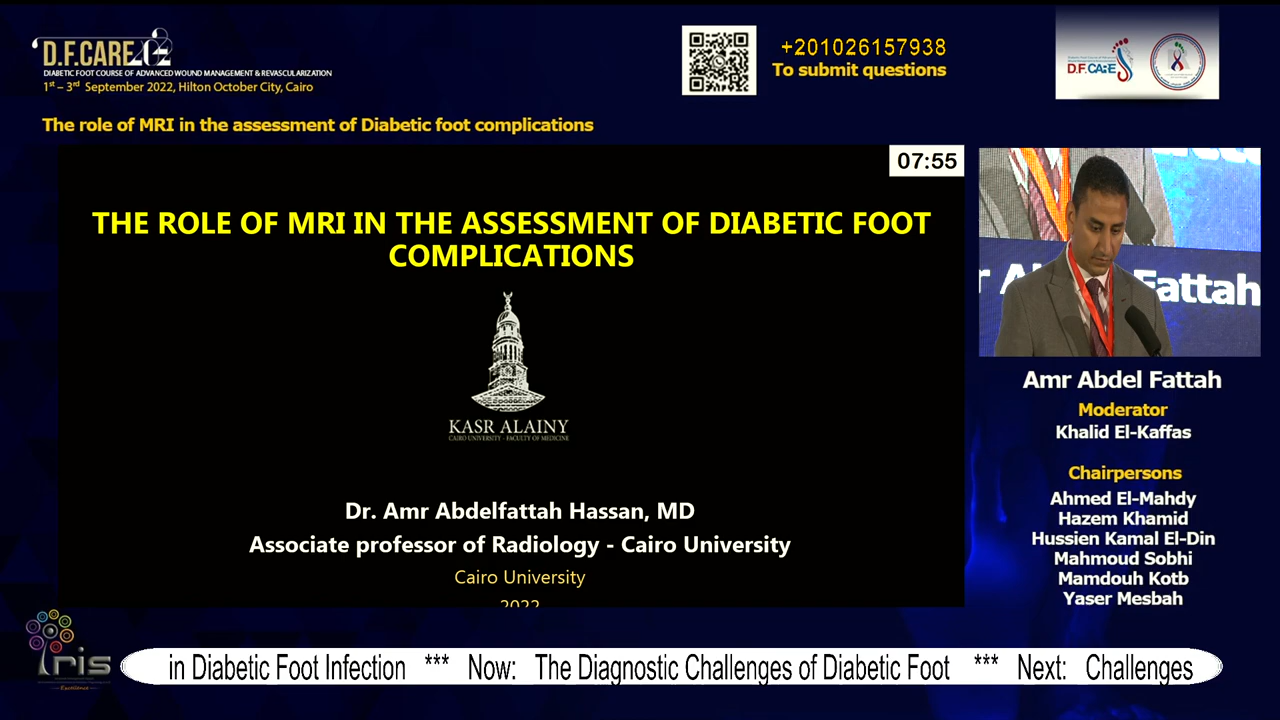 D.F.CARE
DIABETIC FOOT COURSE OF ADVANCED WOUND MANAGEMENT & REVASCULARIZATION
1st – 3rd September 2022, Hilton October City, Cairo
+201026157938
To submit questions
D.F.CARE
The role of MRI in the assessment of Diabetic foot complications
07:55
THE ROLE OF MRI IN THE ASSESSMENT OF DIABETIC FOOT
COMPLICATIONS
KASR ALAINY
CAIRO UNIVERSITY - FACULTY OF MEDICINE
Dr. Amr Abdelfattah Hassan, MD
Associate professor of Radiology - Cairo University
Cairo University
2022
Fattah
Amr Abdel Fattah
Moderator
Khalid El-Kaffas
Chairpersons
Ahmed El-Mahdy
Hazem Khamid
Hussien Kamal El-Din
Mahmoud Sobhi
Mamdouh Kotb
Yaser Mesbah
Iris
Excellence
in Diabetic Foot Infection *** Now: The Diagnostic Challenges of Diabetic Foot *** Next: Challenges